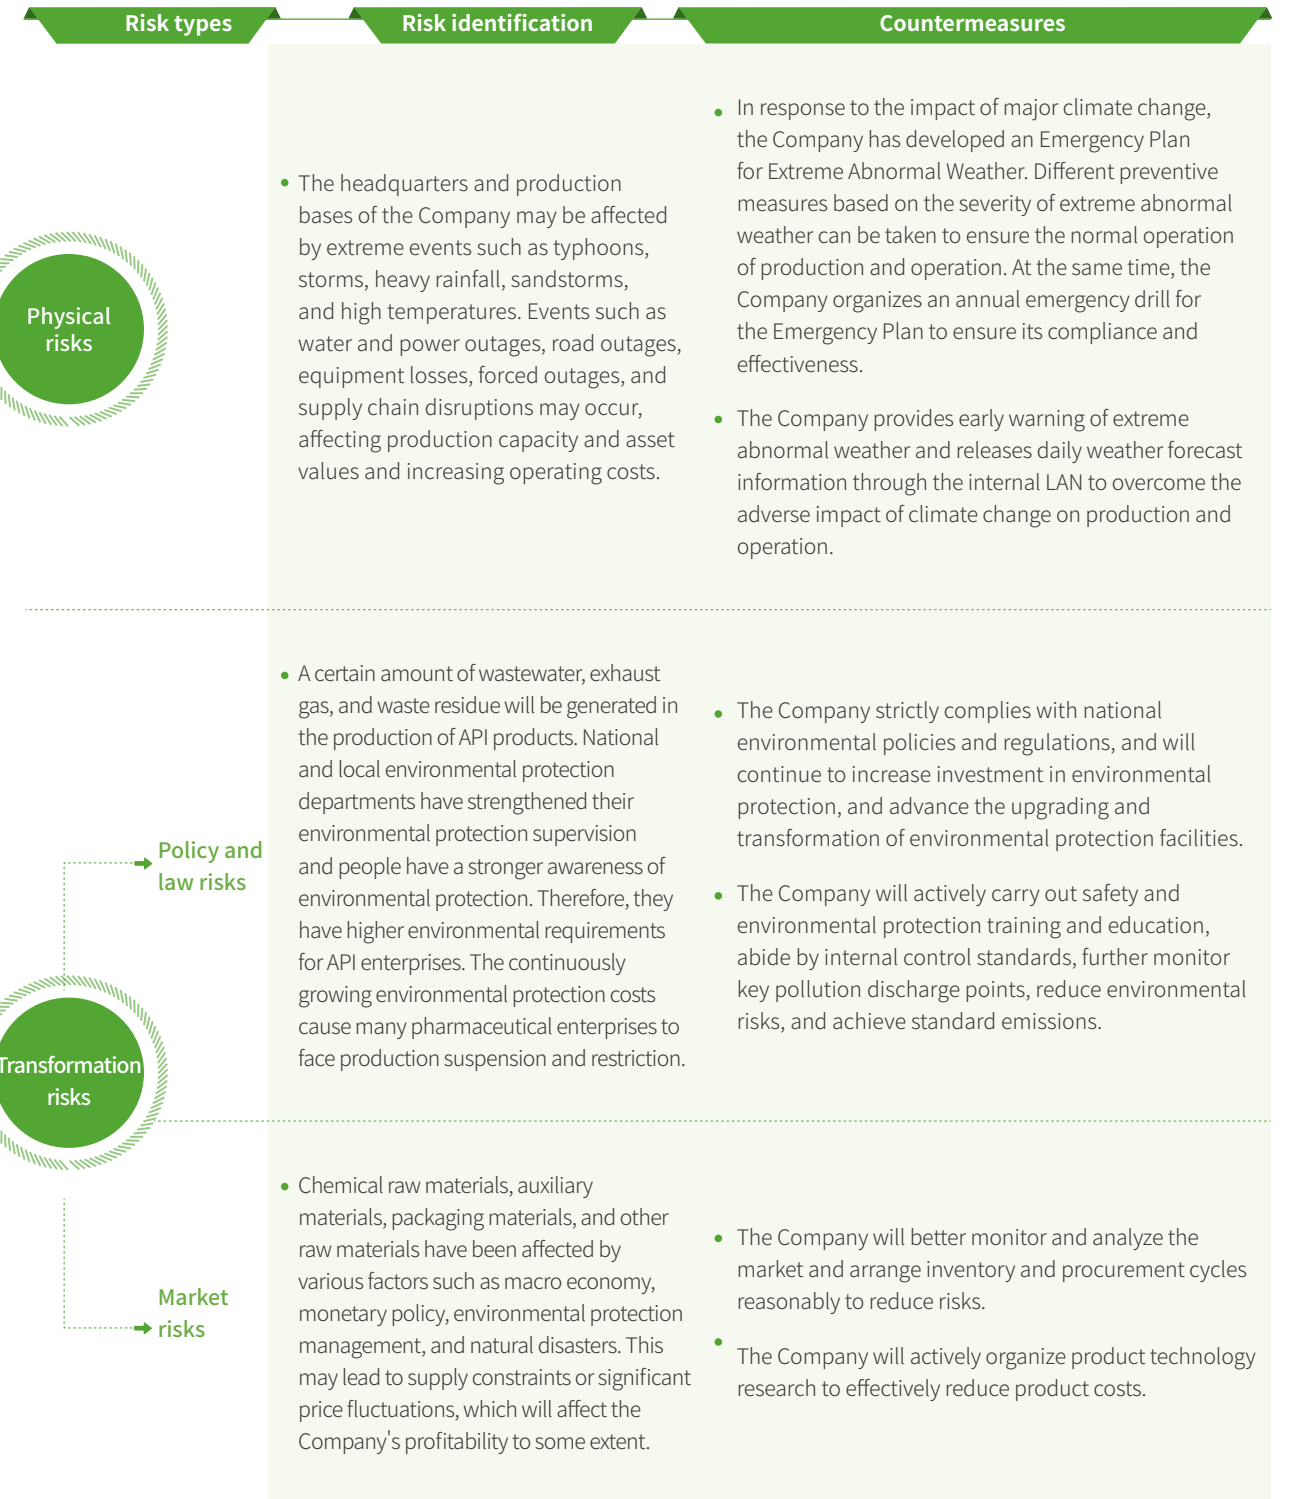 Risk types
Risk identification
Countermeasures
Physical
risks
The headquarters and production
bases of the Company may be affected
by extreme events such as typhoons,
storms, heavy rainfall, sandstorms,
and high temperatures. Events such as
water and power outages, road outages,
equipment losses, forced outages, and
supply chain disruptions may occur,
affecting production capacity and asset
values and increasing operating costs.
In response to the impact of major climate change,
the Company has developed an Emergency Plan
for Extreme Abnormal Weather. Different preventive
measures based on the severity of extreme abnormal
weather can be taken to ensure the normal operation
of production and operation. At the same time, the
Company organizes an annual emergency drill for
the Emergency Plan to ensure its compliance and
effectiveness.
The Company provides early warning of extreme
abnormal weather and releases daily weather forecast
information through the internal LAN to overcome the
adverse impact of climate change on production and
operation.
Transformation
risks
Policy and
law risks
A certain amount of wastewater, exhaust
gas, and waste residue will be generated in
the production of API products. National
and local environmental protection
departments have strengthened their
environmental protection supervision
and people have a stronger awareness of
environmental protection. Therefore, they
have higher environmental requirements
for API enterprises. The continuously
growing environmental protection costs
cause many pharmaceutical enterprises to
face production suspension and restriction.
The Company strictly complies with national
environmental policies and regulations, and will
continue to increase investment in environmental
protection, and advance the upgrading and
transformation of environmental protection facilities.
The Company will actively carry out safety and
environmental protection training and education,
abide by internal control standards, further monitor
key pollution discharge points, reduce environmental
risks, and achieve standard emissions.
Market
risks
Chemical raw materials, auxiliary
materials, packaging materials, and other
raw materials have been affected by
various factors such as macro economy,
monetary policy, environmental protection
management, and natural disasters. This
may lead to supply constraints or significant
price fluctuations, which will affect the
Company's profitability to some extent.
The Company will better monitor and analyze the
market and arrange inventory and procurement cycles
reasonably to reduce risks.
The Company will actively organize product technology
research to effectively reduce product costs.